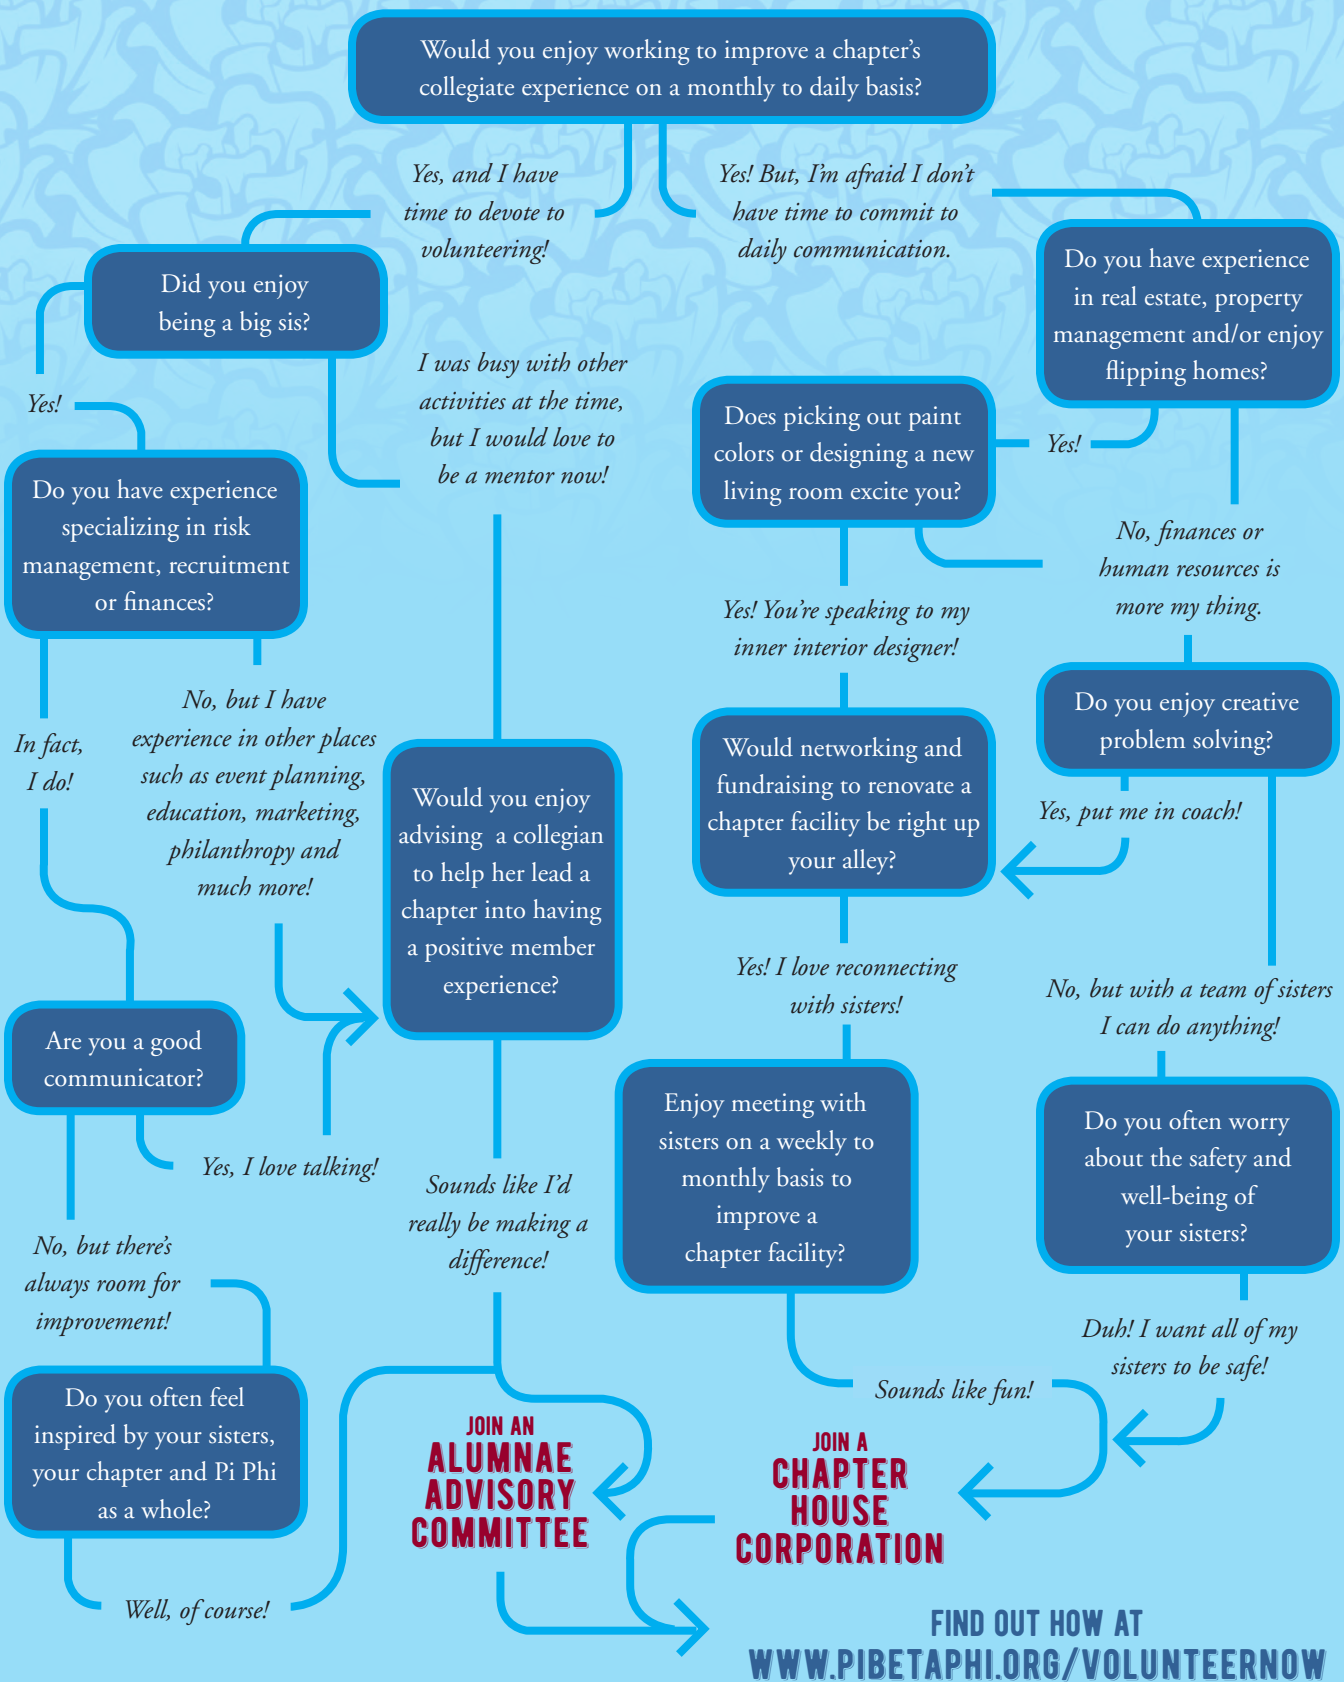 Would you enjoy working to improve a chapter’s
collegiate experience on a monthly to daily basis?
Yes, and I have
time to devote to
volunteering!
Yes! But, I’m afraid I don’t
have time to commit to
daily communication.
Did you enjoy
being a big sis?
Do you have experience
in real estate, property
management and/or enjoy
flipping homes?
Yes!
I was busy with other
activities at the time,
but I would love to
be a mentor now!
Does picking out paint
colors or designing a new
living room excite you?
Yes!
Do you have experience
specializing in risk
management, recruitment
or finances?
No, finances or
human resources is
more my thing.
Yes! You’re speaking to my
inner interior designer!
In fact,
I do!
No, but I have
experience in other places
such as event planning,
education, marketing,
philanthropy and
much more!
Would you enjoy
advising a collegian
to help her lead a
chapter into having
a positive member
experience?
Would networking and
fundraising to renovate a
chapter facility be right up
your alley?
Do you enjoy creative
problem solving?
Yes, put me in coach!
Yes! I love reconnecting
with sisters!
No, but with a team of sisters
I can do anything!
Are you a good
communicator?
Yes, I love talking!
Enjoy meeting with
sisters on a weekly to
monthly basis to
improve a
chapter facility?
Do you often worry
about the safety and
well-being of
your sisters?
No, but there’s
always room for
improvement!
Sounds like I’d
really be making a
difference!
Duh! I want all of my
sisters to be safe!
Sounds like fun!
Do you often feel
inspired by your sisters,
your chapter and Pi Phi
as a whole?
Well, of course!
JOIN AN
ALUMNAE
ADVISORY
COMMITTEE
JOIN A
CHAPTER
HOUSE
CORPORATION
FIND OUT HOW AT
WWW.PIBETAPHI.ORG/VOLUNTEERNOW